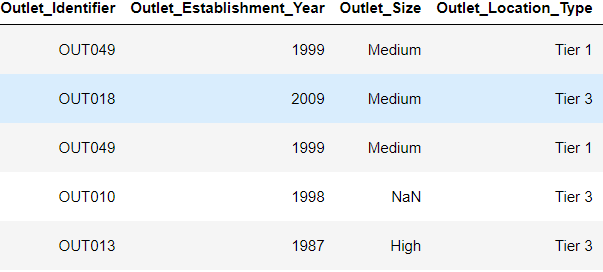 Outlet_Identifier Outlet_Establishment_Year Outlet_Size Outlet_Location_Type
OUT049 1999 Medium Tier 1
OUT018 2009 Medium Tier 3
OUT049 1999 Medium Tier 1
OUT010 1998 NaN Tier 3
OUT013 1987 High Tier 3